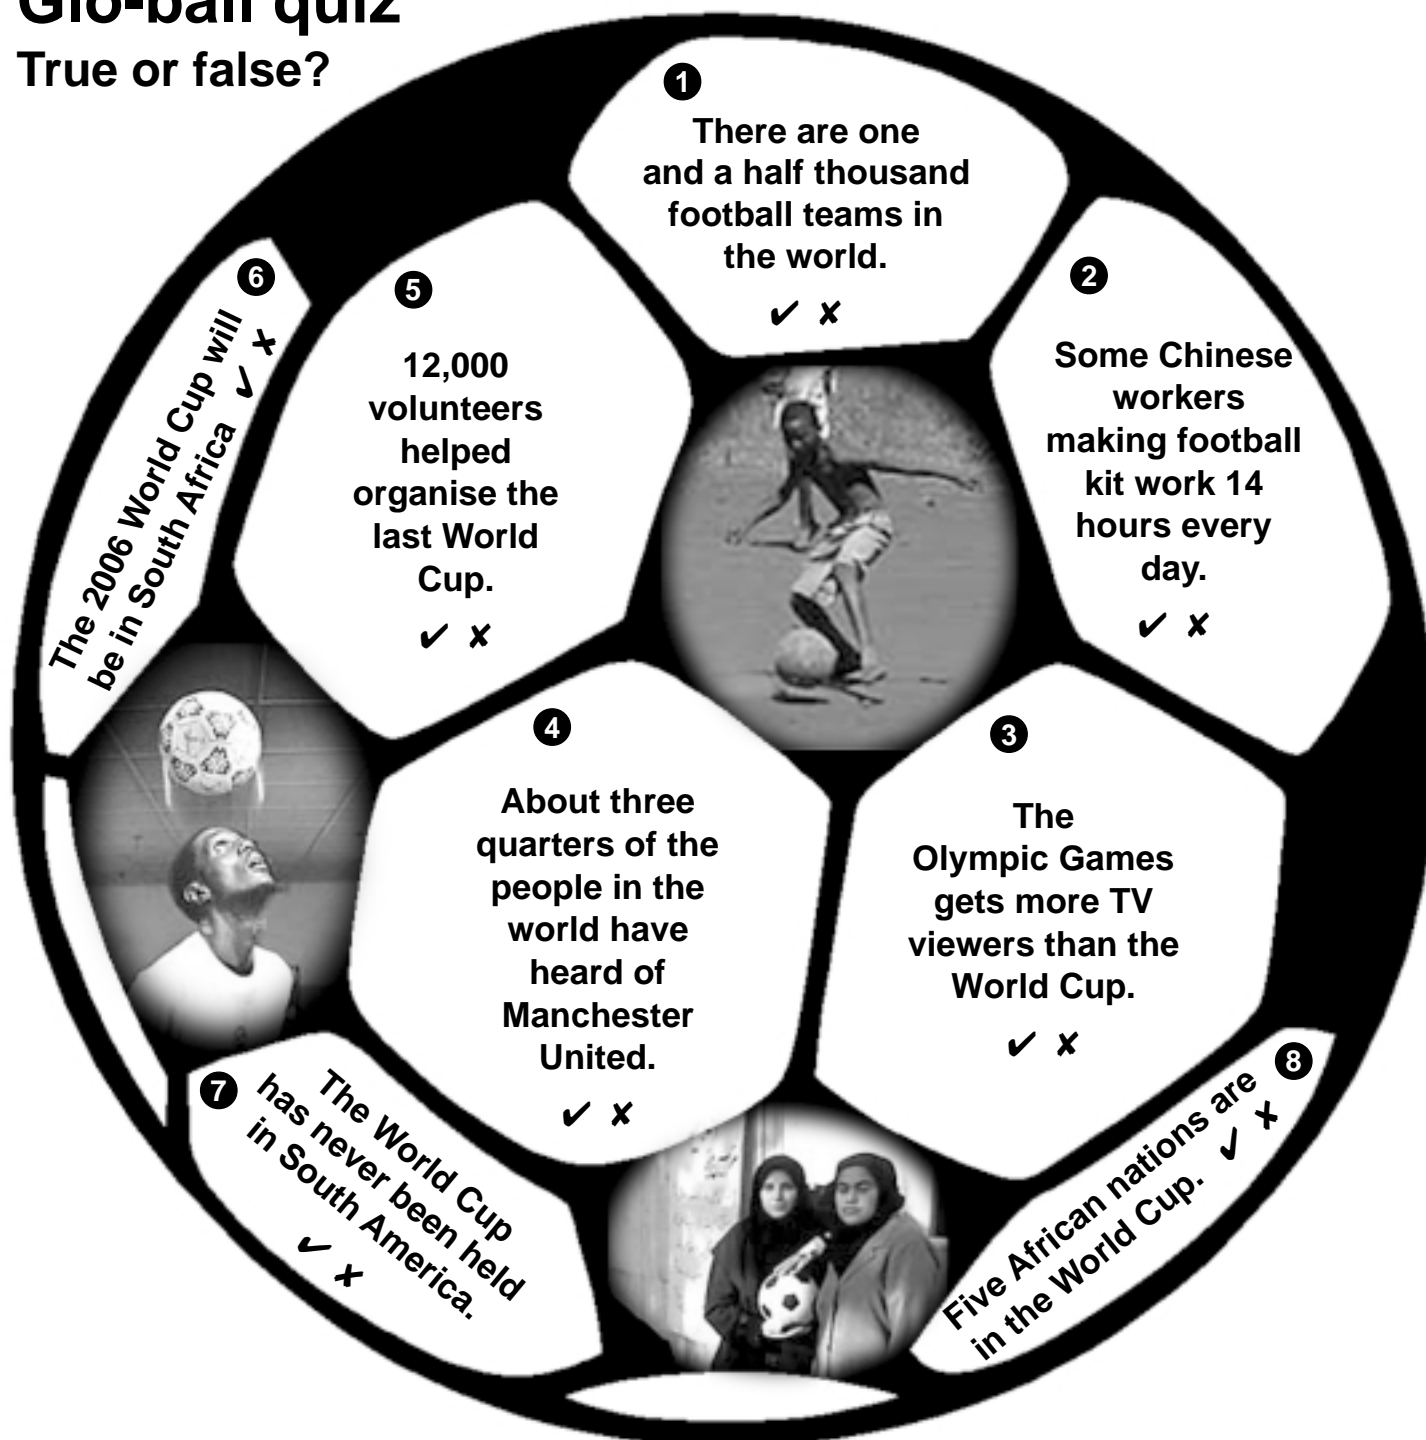 Glo-ball quiz
True or false?
1
There are one
and a half thousand
football teams in
the world.
✔ ✘
2
Some Chinese
workers
making football
kit work 14
hours every
day.
✔ ✘
3
The
Olympic Games
gets more TV
viewers than the
World Cup.
✔ ✘
4
About three
quarters of the
people in the
world have
heard of
Manchester
United.
✔ ✘
5
12,000
volunteers
helped
organise the
last World
Cup.
✔ ✘
6
The 2006 World Cup will
be in South Africa ✔ ✘
7
The World Cup
has never been held
in South America.
✔ ✘
8
Five African nations are
in the World Cup. ✔ ✘